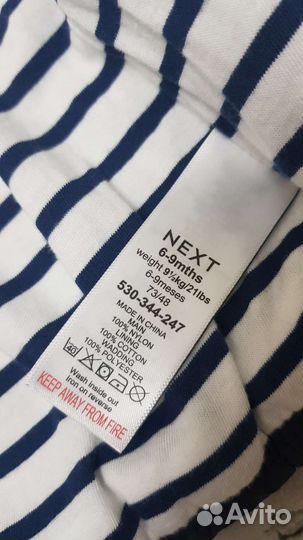 NEXT
6-9mths
weight 9½kg/21lbs
6-9meses
73/48
530-344-247
MADE IN CHINA
MAIN
100% NYLON
LINING
100% COTTON
WADDING
100% POLYESTER
40
Wash inside out
iron on reverse
KEEP AWAY FROM FIRE
Avito